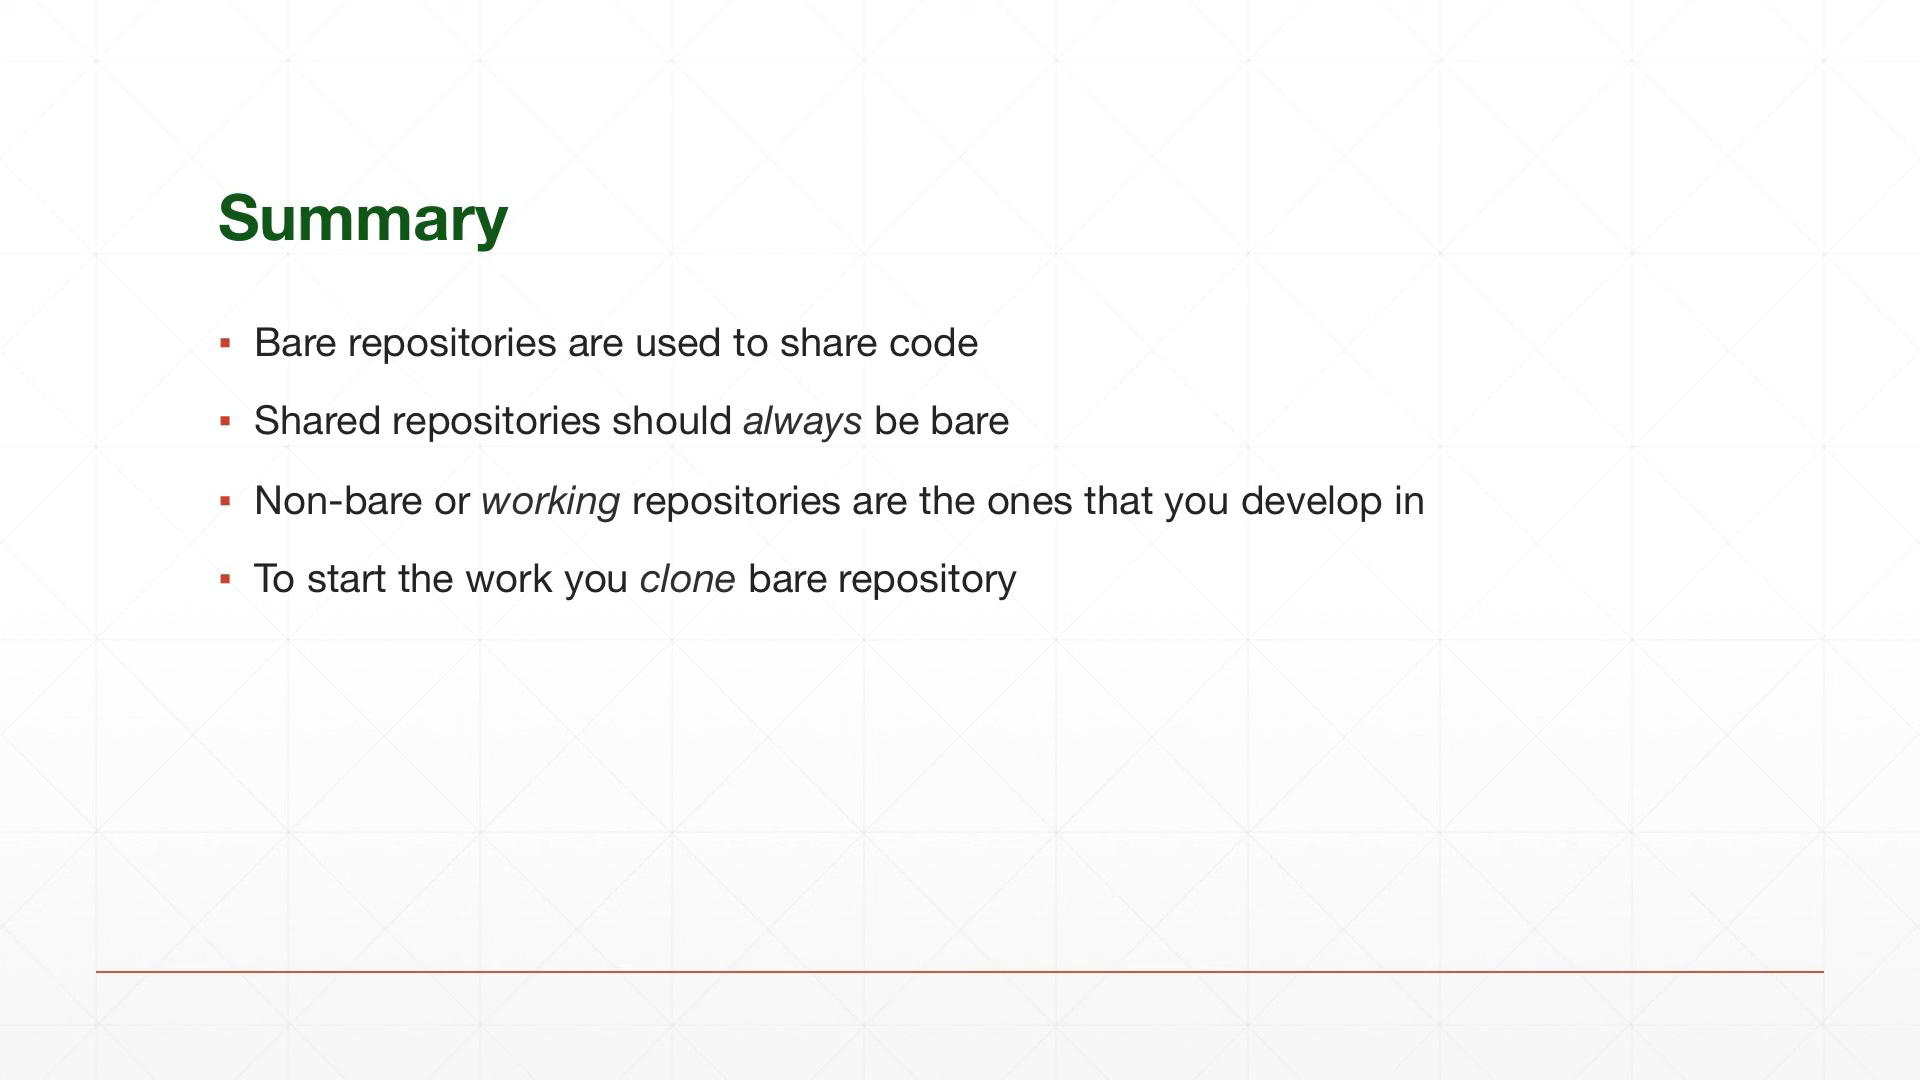 Summary
▪ Bare repositories are used to share code
▪ Shared repositories should always be bare
▪ Non-bare or working repositories are the ones that you develop in
▪ To start the work you clone bare repository